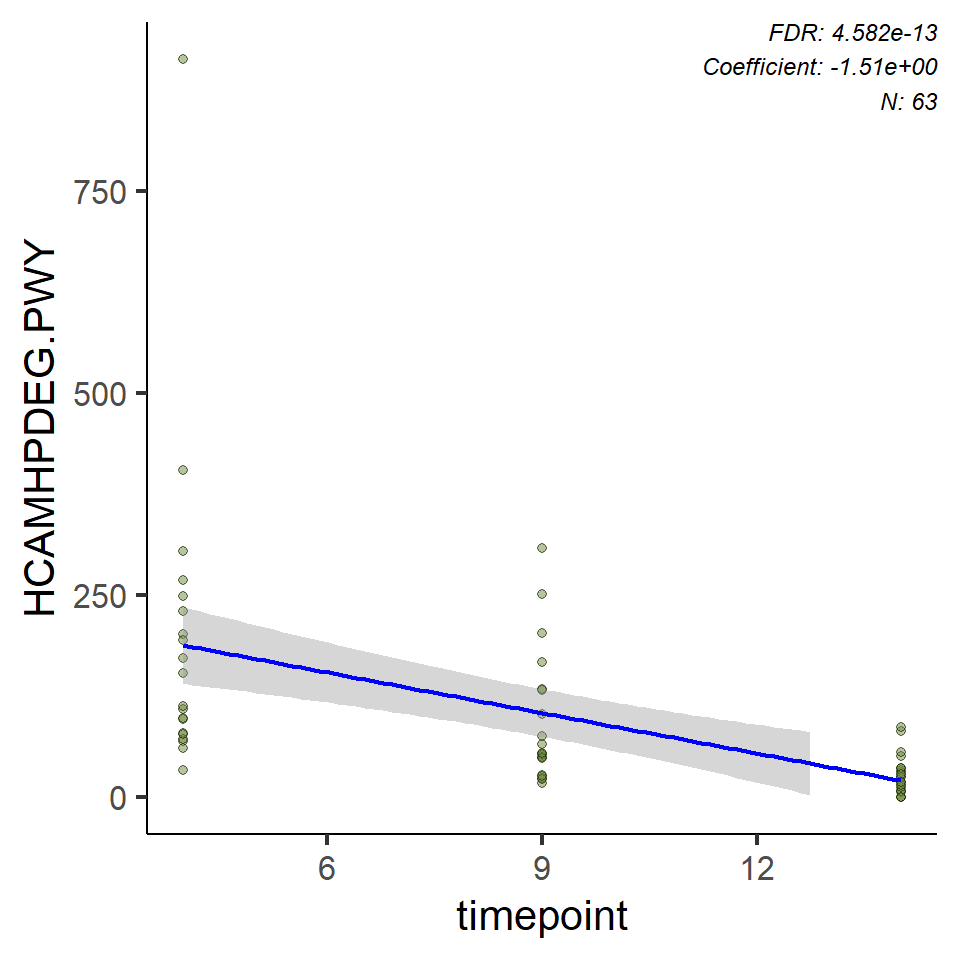 FDR: 4.582e-13
Coefficient: -1.51e+00
N: 63
HCAMHPDEG.PWY
750
500
250
0
6 9 12
timepoint